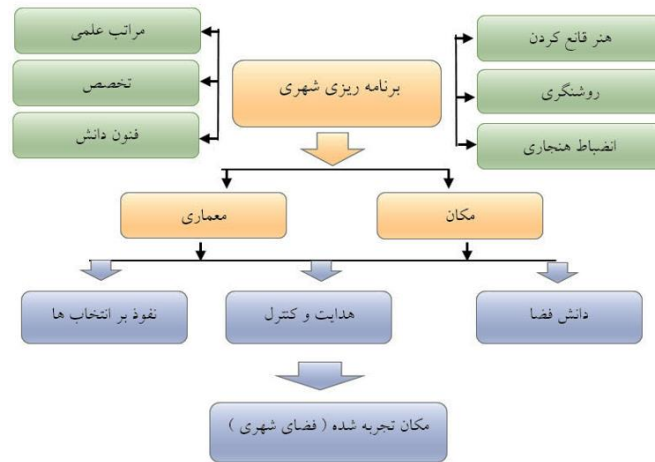 هنر قانع کردن
روشنگری
انضباط هنجاری
برنامه ریزی شهری
مراتب علمی
تخصص
فنون دانش
مکان
معماری
دانش فضا
هدایت و کنترل
نفوذ بر انتخاب ها
مکان تجربه شده ( فضای شهری )